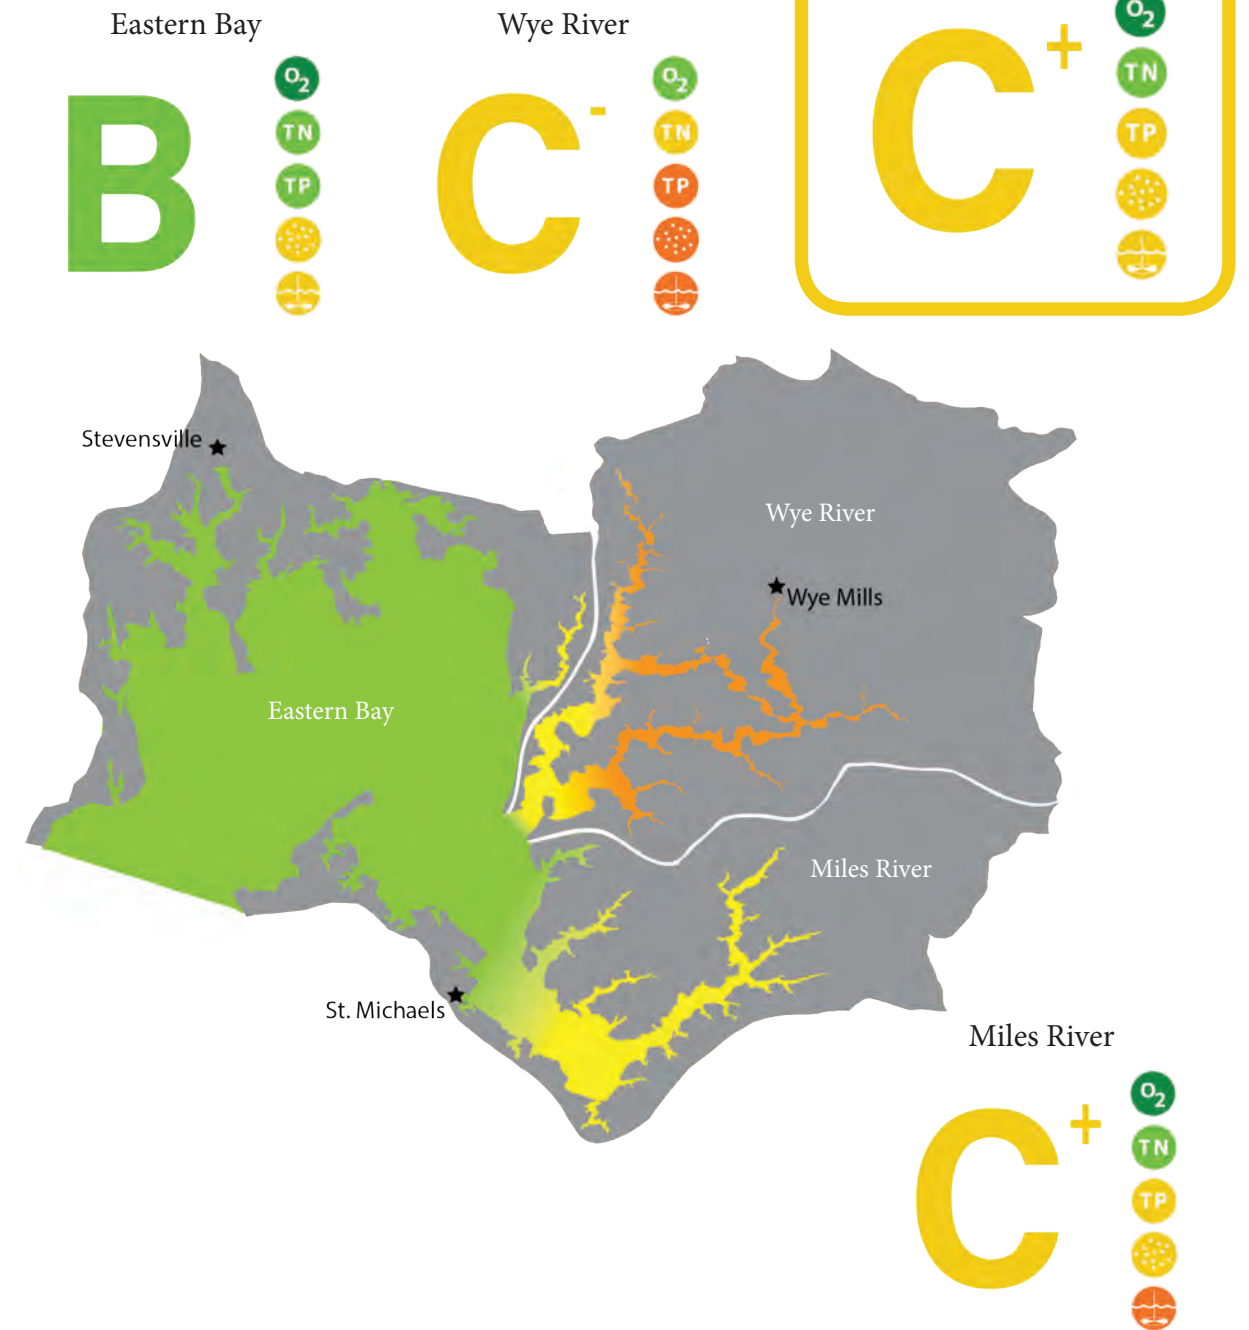 Eastern Bay
B
O2
TN
TP
Wye River
C-
O2
TN
TP
C+
O2
TN
TP
Stevensville
Wye River
Wye Mills
Eastern Bay
Miles River
St. Michaels
Miles River
C+
O2
TN
TP